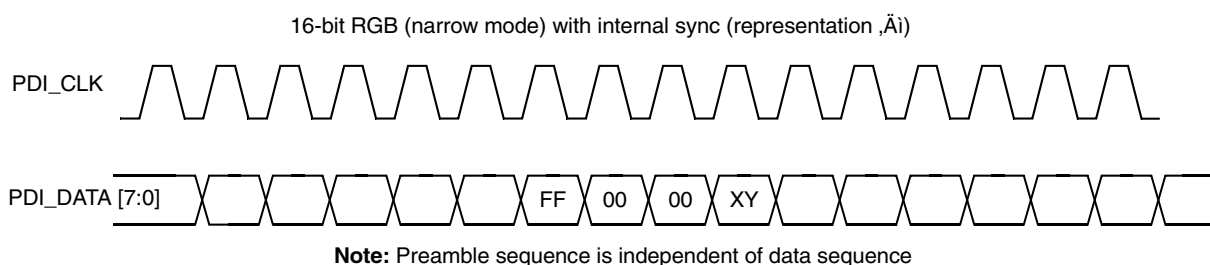 16-bit RGB (narrow mode) with internal sync (representation ‚Äì)
PDI_CLK
PDI_DATA [7:0]
FF 00 00 XY
Note: Preamble sequence is independent of data sequence